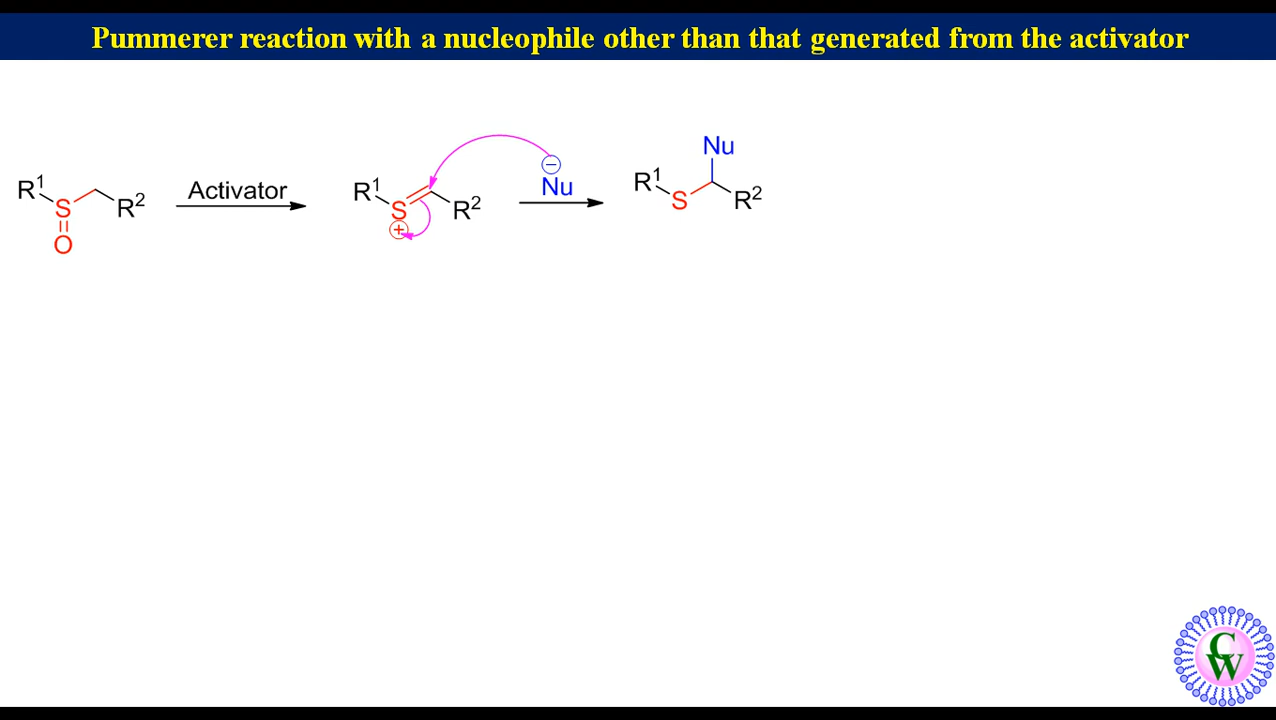 Pummerer reaction with a nucleophile other than that generated from the activator
R1 S O R2
Activator
R1 S + R2
− Nu
Nu R1 S R2
CW